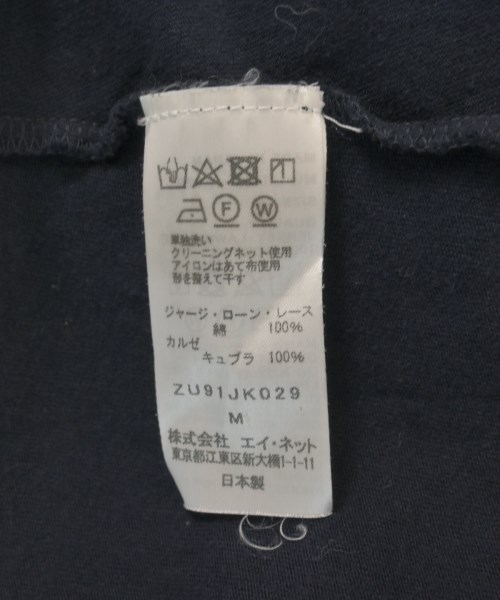 F W
単独洗い
クリーニングネット使用
アイロンはあて布使用
形を整えて干す
ジャージ・ローン・レース
綿 100%
カルゼ
キュプラ 100%
ZU91JK029
M
株式会社 エイ・ネット
東京都江東区新大橋1-1-11
日本製